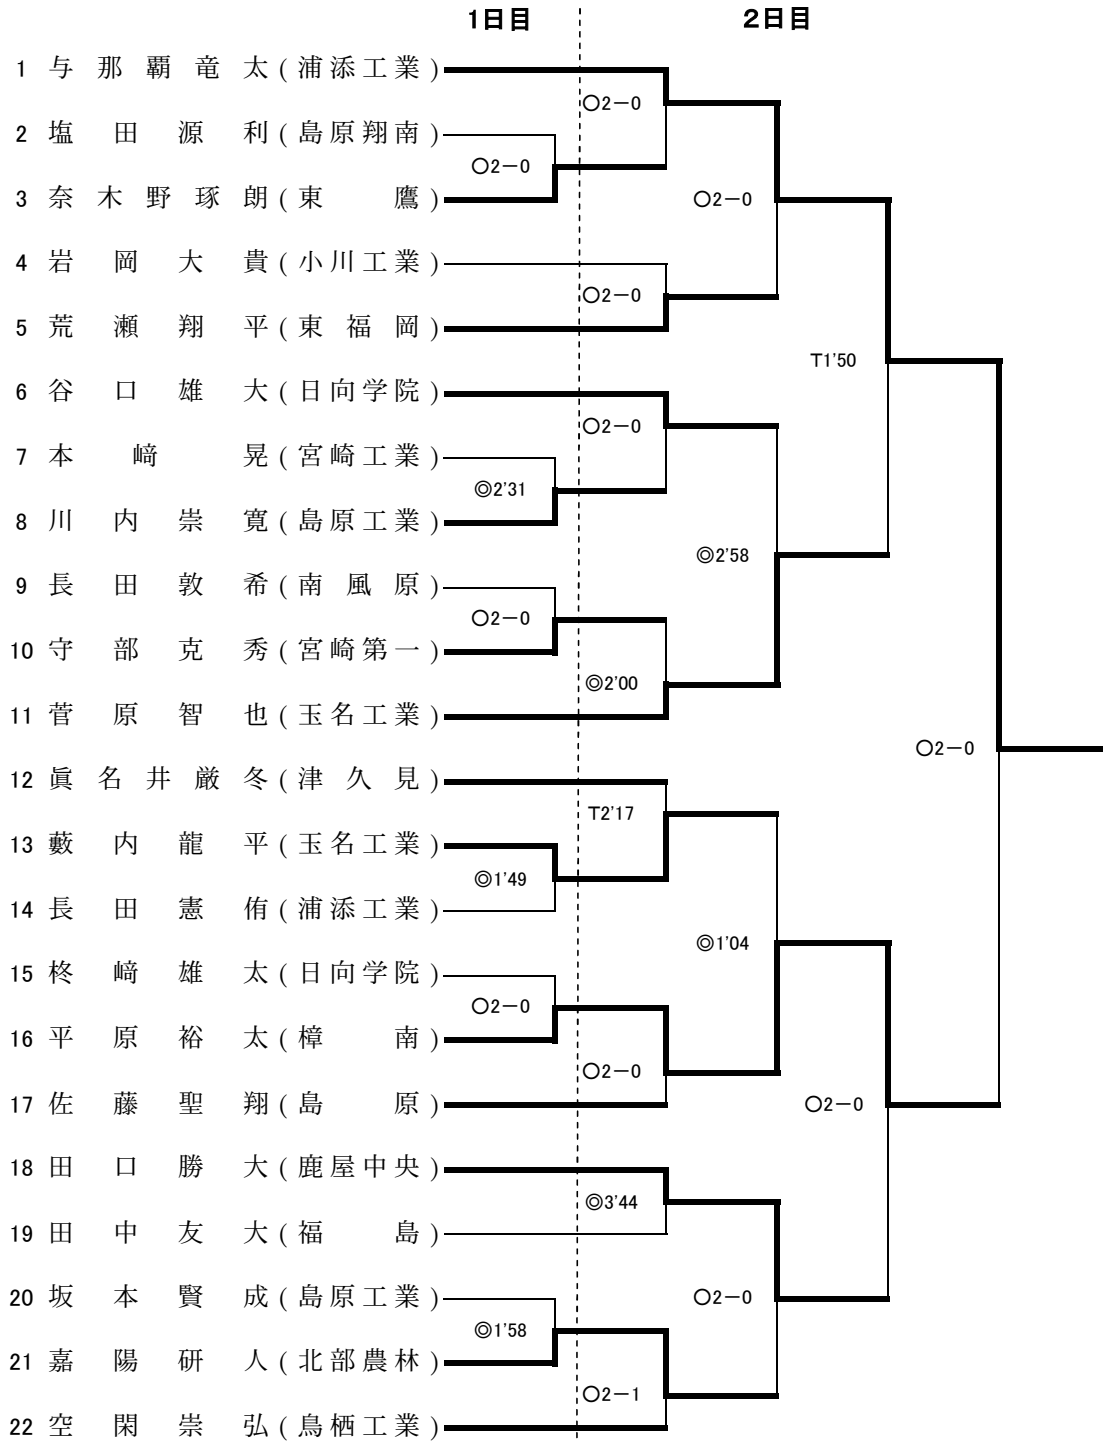 1日目 2日目
1 与那覇竜太(浦添工業)
○2－0
2 塩田源利(島原翔南)
○2－0
3 奈木野琢朗(東鷹)
○2－0
4 岩岡大貴(小川工業)
○2－0
5 荒瀬翔平(東福岡)
T1'50
6 谷口雄大(日向学院)
○2－0
7 本﨑晃(宮崎工業)
◎2'31
8 川内崇寛(島原工業)
◎2'58
9 長田敦希(南風原)
○2－0
10 守部克秀(宮崎第一)
◎2'00
11 菅原智也(玉名工業)
○2－0
12 眞名井厳冬(津久見)
T2'17
13 藪内龍平(玉名工業)
◎1'49
14 長田憲侑(浦添工業)
◎1'04
15 柊﨑雄太(日向学院)
○2－0
16 平原裕太(樟南)
○2－0
17 佐藤聖翔(島原)
○2－0
18 田口勝大(鹿屋中央)
◎3'44
19 田中友大(福島)
20 坂本賢成(島原工業)
○2－0
◎1'58
21 嘉陽研人(北部農林)
○2－1
22 空閑崇弘(鳥栖工業)